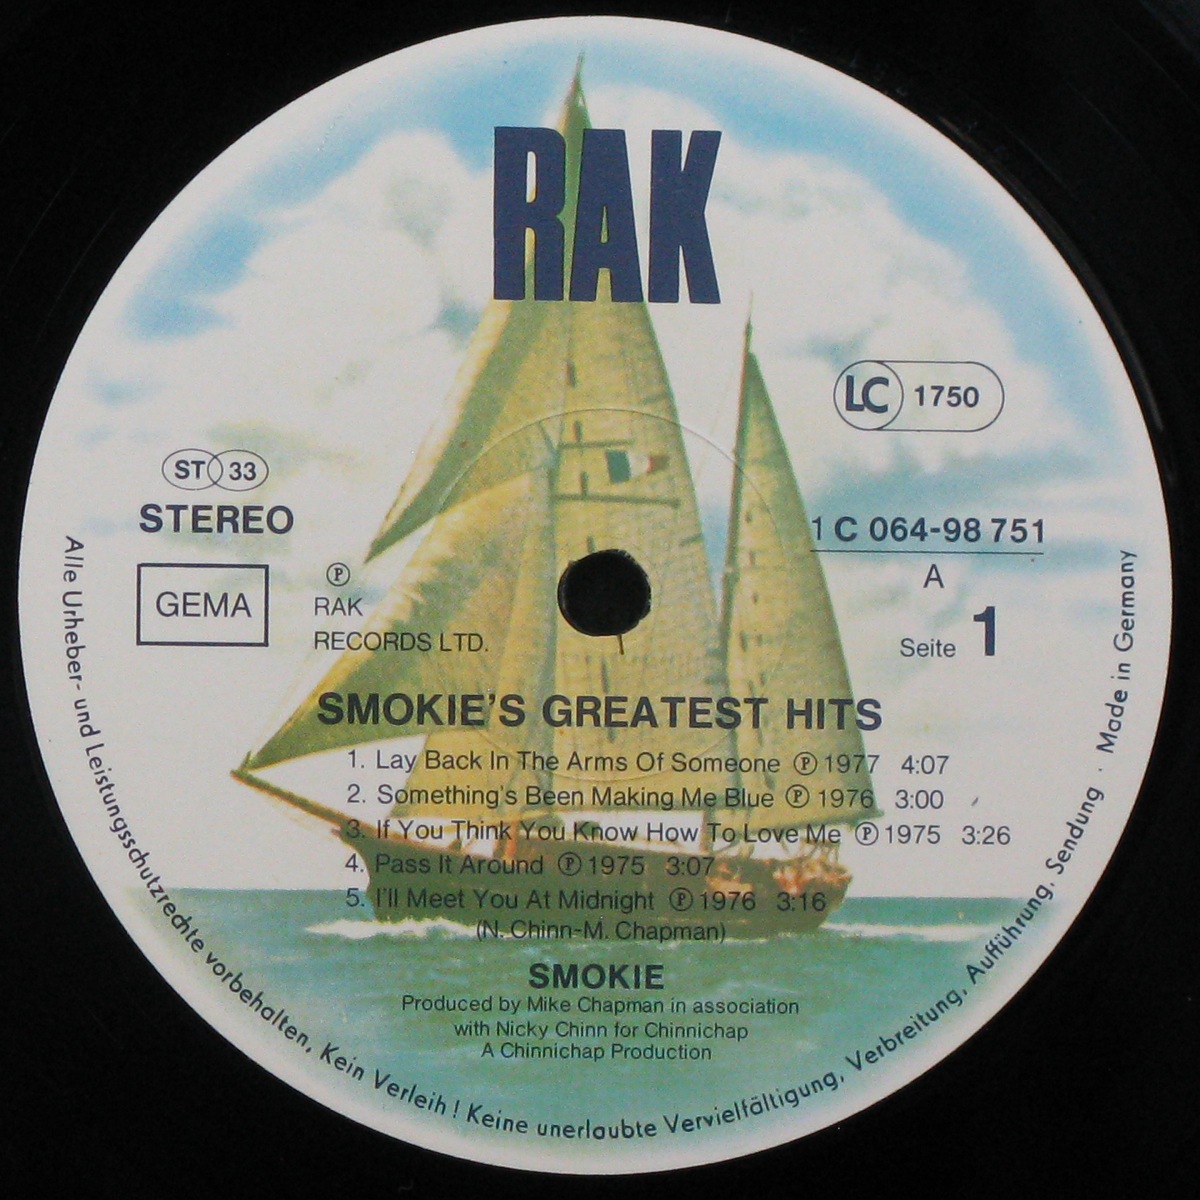 RAK
LC 1750
ST 33
STEREO
GEMA
℗
RAK
RECORDS LTD.
1 C 064-98 751
A
Seite 1
SMOKIE'S GREATEST HITS
1. Lay Back In The Arms Of Someone ℗ 1977 4:07
2. Something's Been Making Me Blue ℗ 1976 3:00
3. If You Think You Know How To Love Me ℗ 1975 3:26
4. Pass It Around ℗ 1975 3:07
5. I'll Meet You At Midnight ℗ 1976 3:16
(N. Chinn-M. Chapman)
SMOKIE
Produced by Mike Chapman in association
with Nicky Chinn for Chinnichap
A Chinnichap Production
Alle Urheber- und Leistungsschutzrechte vorbehalten, Kein Verleih! Keine unerlaubte Vervielfältigung, Verbreitung, Aufführung, Sendung · Made in Germany